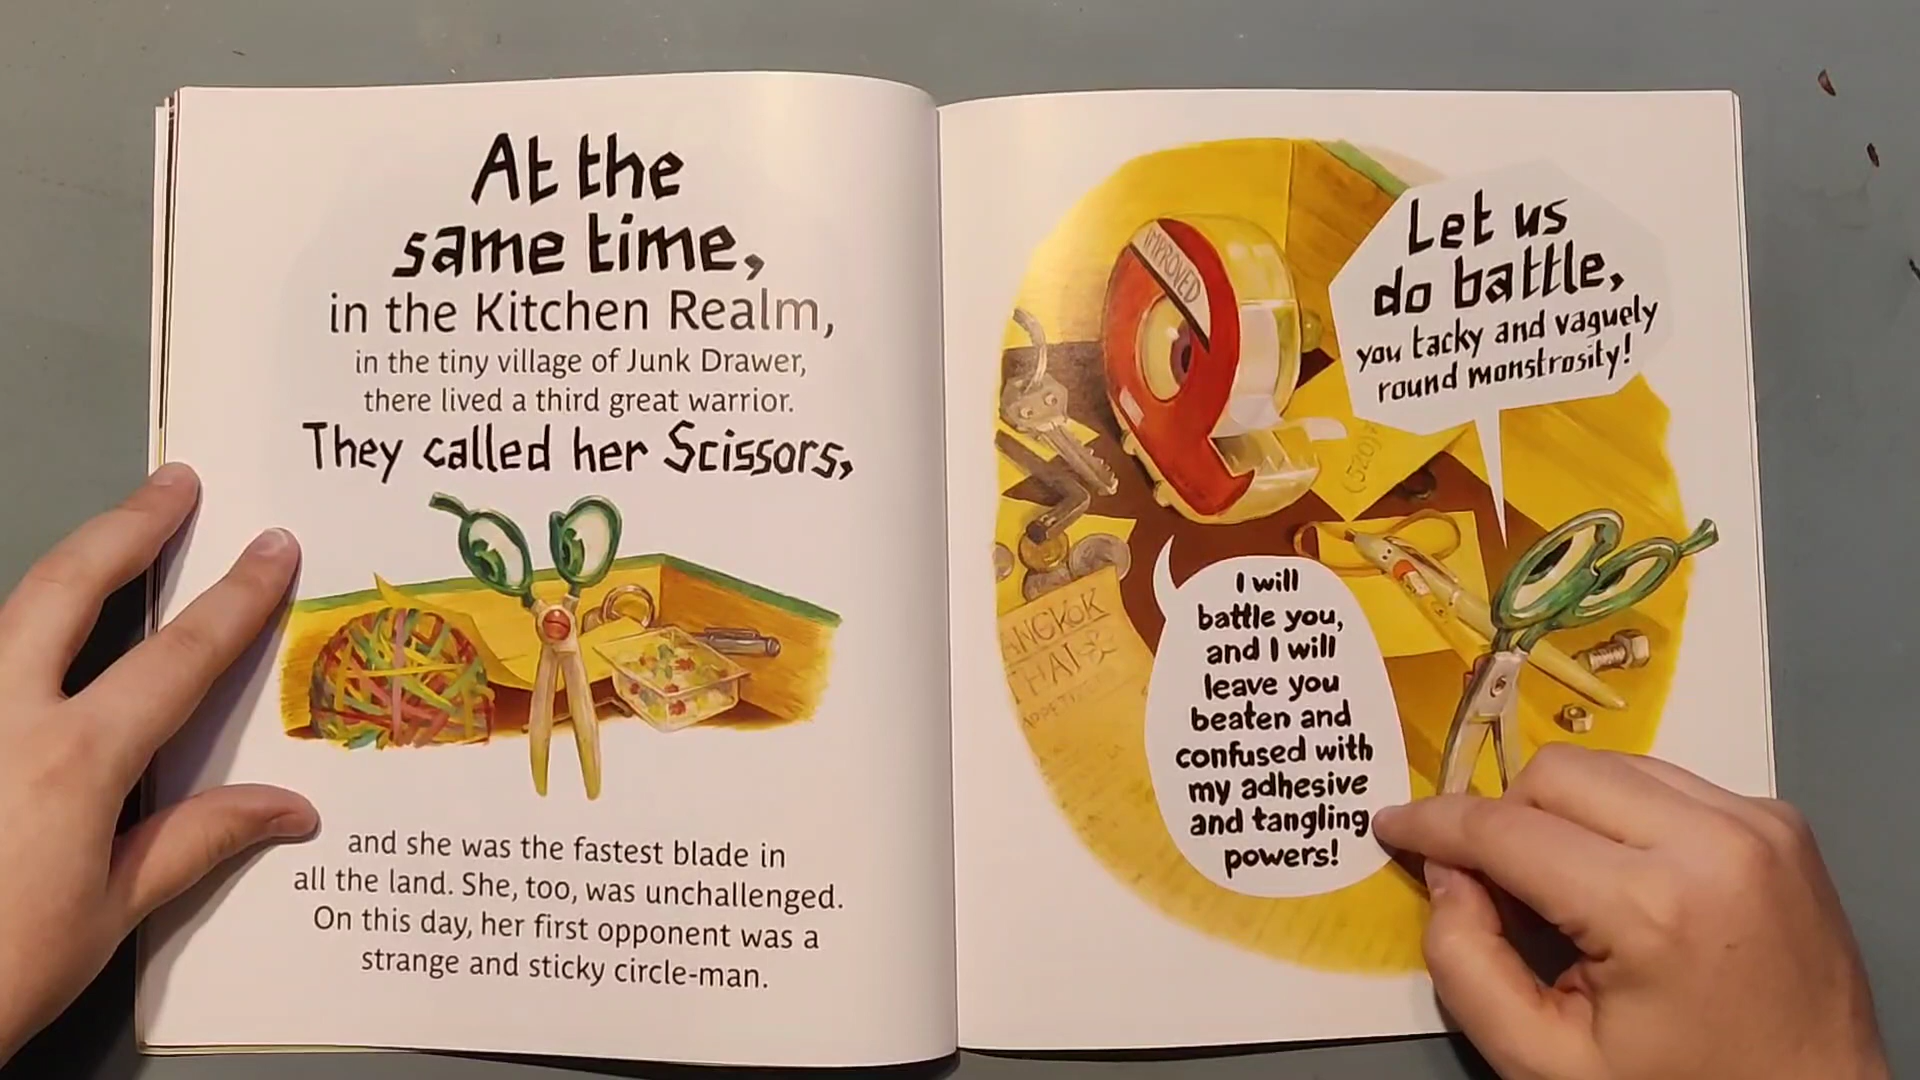 At the
same time,
in the Kitchen Realm,
in the tiny village of Junk Drawer,
there lived a third great warrior.
They called her Scissors,
and she was the fastest blade in
all the land. She, too, was unchallenged.
On this day, her first opponent was a
strange and sticky circle-man.
IMPROVED
Let us
do battle,
you tacky and vaguely
round monstrosity!
(520)
I will
battle you,
and I will
leave you
beaten and
confused with
my adhesive
and tangling
powers!
ANGKOK
THAI